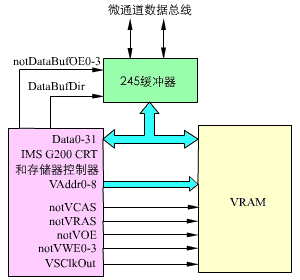 微通道数据总线
notDataBufOE0-3
245缓冲器
DataBufDir
Data0-31
IMS G200 CRT
和存储器控制器
VAddr0-8
VRAM
notVCAS
notVRAS
notVOE
notVWE0-3
VSClkOut